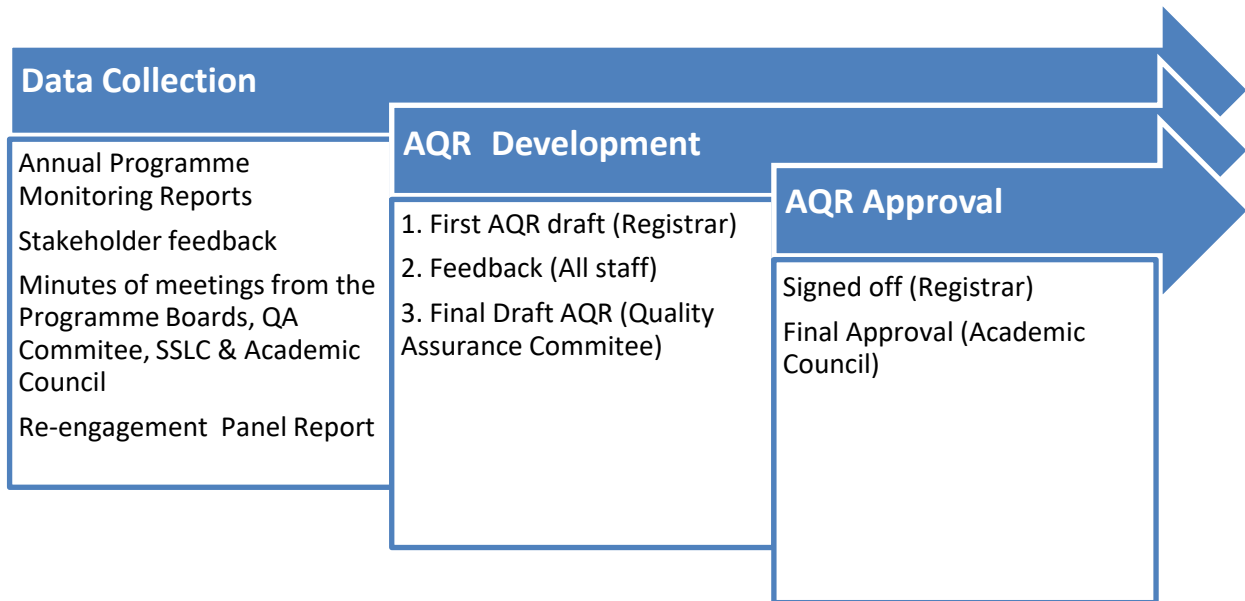 Data Collection
Annual Programme
Monitoring Reports
Stakeholder feedback
Minutes of meetings from the
Programme Boards, QA
Commitee, SSLC & Academic
Council
Re-engagement  Panel Report
AQR  Development
1. First AQR draft (Registrar)
2. Feedback (All staff)
3. Final Draft AQR (Quality
Assurance Commitee)
AQR Approval
Signed off (Registrar)
Final Approval (Academic
Council)